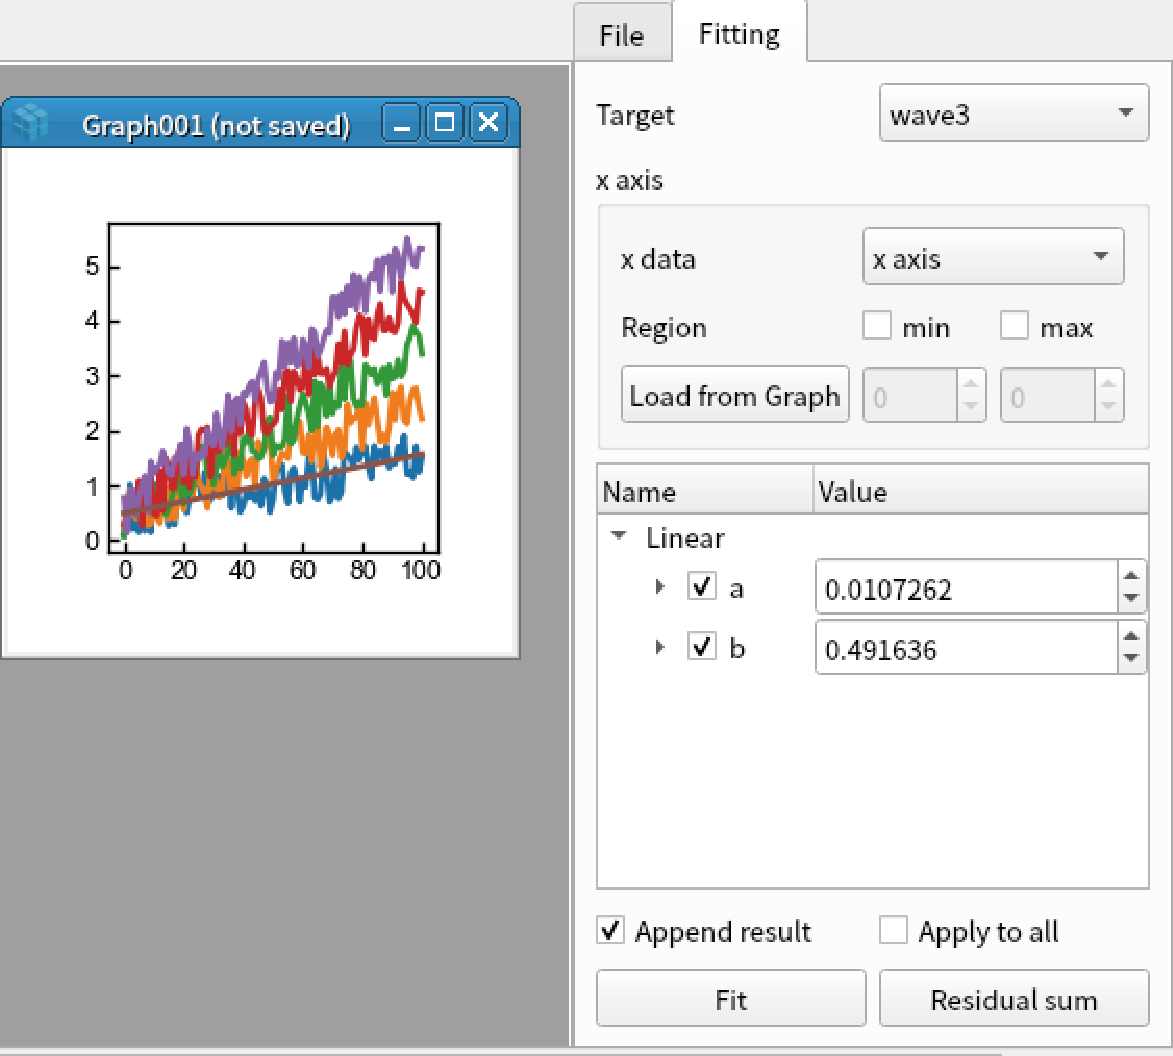 File
Fitting
Graph001 (not saved)
Target
wave3
x axis
x data
x axis
Region
min
max
Load from Graph
0
0
Name
Value
Linear
a
0.0107262
b
0.491636
Append result
Apply to all
Fit
Residual sum
5
4
3
2
1
0
0 20 40 60 80 100